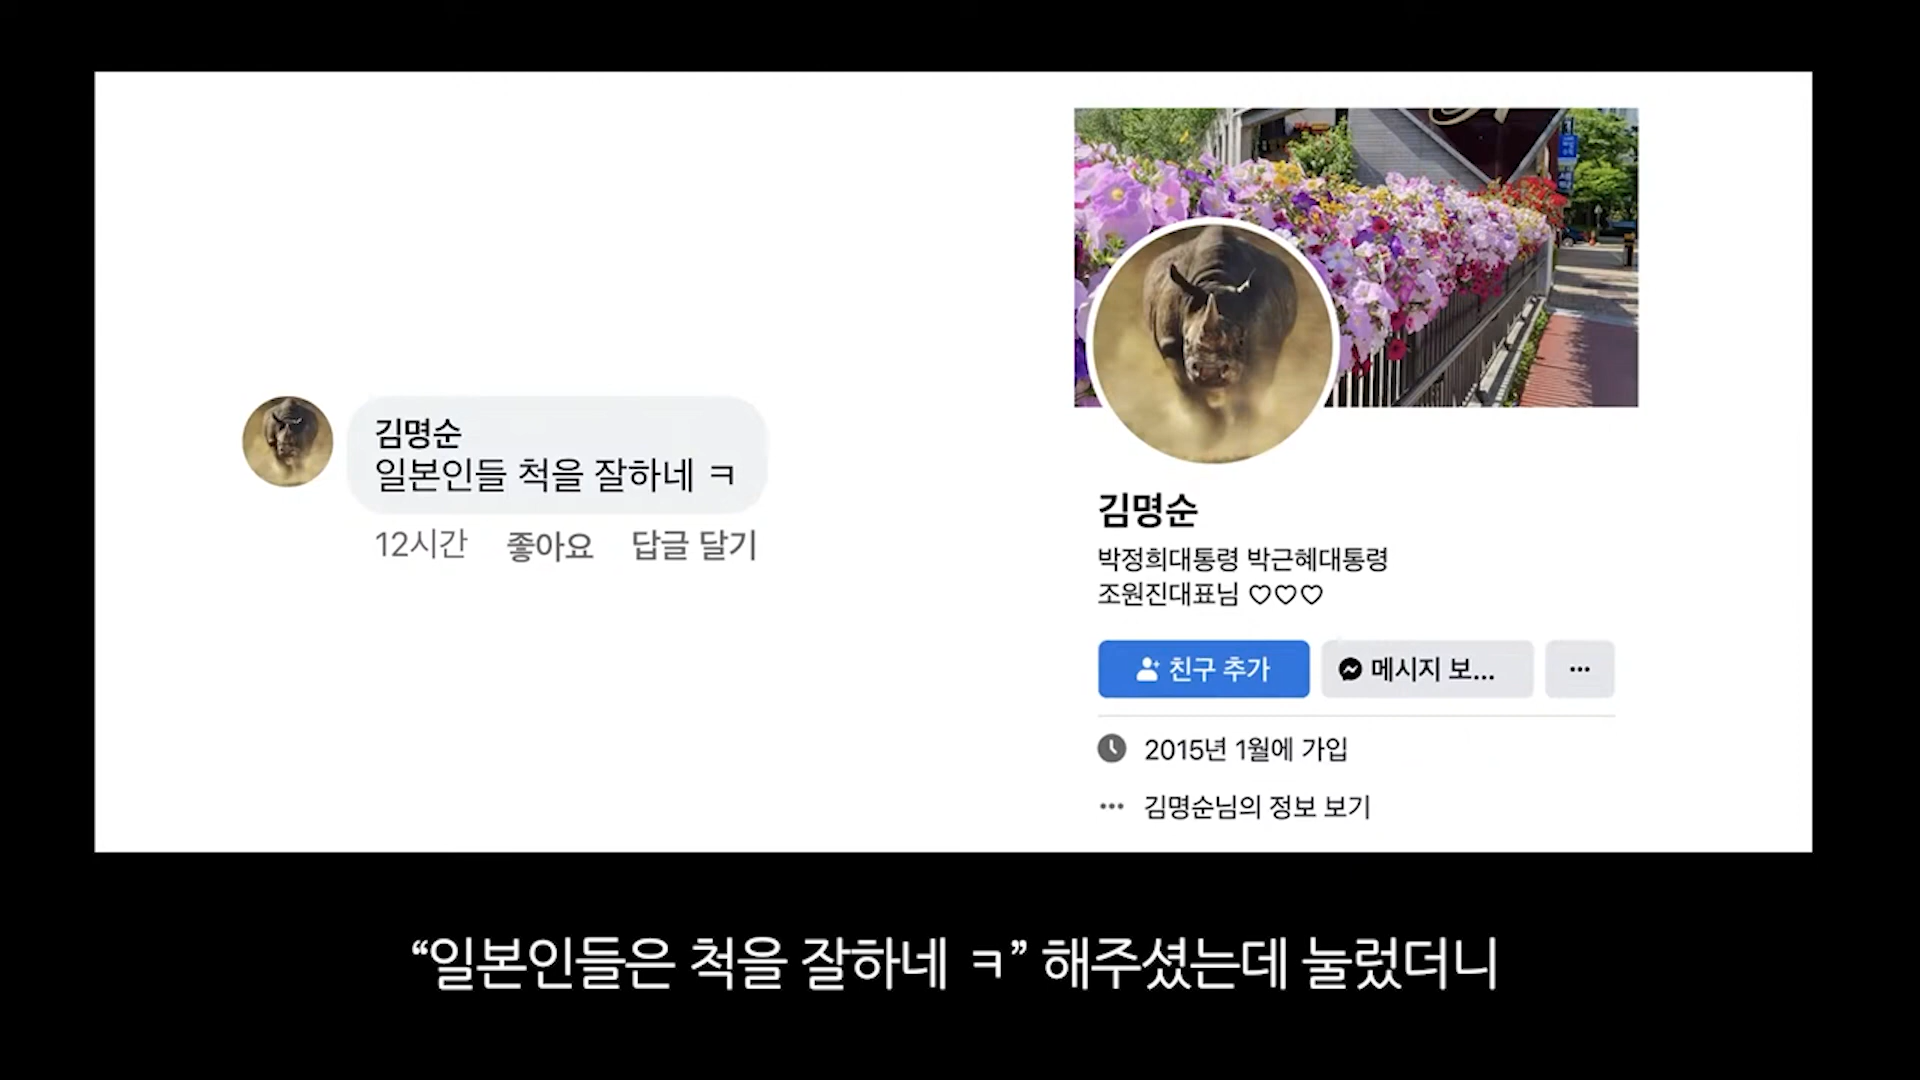 김명순
일본인들 척을 잘하네 ㅋ
12시간 좋아요 답글 달기
김명순
박정희대통령 박근혜대통령
조원진대표님 ♡♡♡
친구 추가
메시지 보...
2015년 1월에 가입
김명순님의 정보 보기
“일본인들은 척을 잘하네 ㅋ” 해주셨는데 눌렀더니